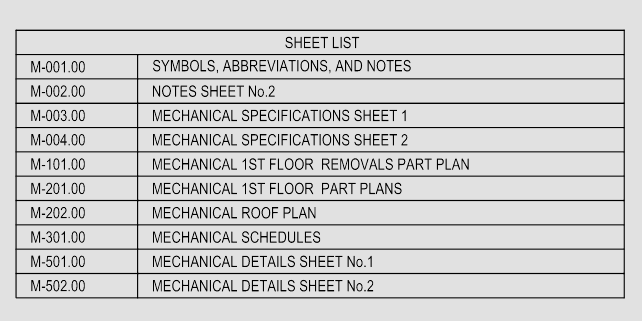 SHEET LIST
M-001.00 SYMBOLS, ABBREVIATIONS, AND NOTES
M-002.00 NOTES SHEET No.2
M-003.00 MECHANICAL SPECIFICATIONS SHEET 1
M-004.00 MECHANICAL SPECIFICATIONS SHEET 2
M-101.00 MECHANICAL 1ST FLOOR REMOVALS PART PLAN
M-201.00 MECHANICAL 1ST FLOOR PART PLANS
M-202.00 MECHANICAL ROOF PLAN
M-301.00 MECHANICAL SCHEDULES
M-501.00 MECHANICAL DETAILS SHEET No.1
M-502.00 MECHANICAL DETAILS SHEET No.2